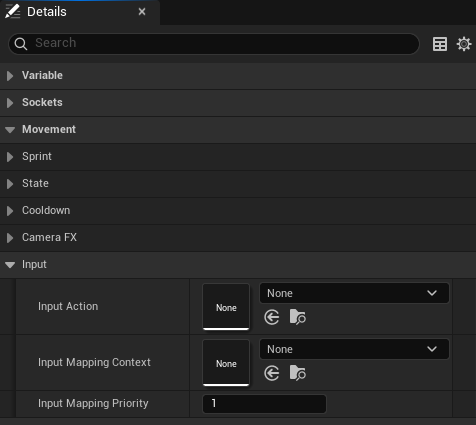 Details
Search
Variable
Sockets
Movement
Sprint
State
Cooldown
Camera FX
Input
Input Action
None
None
Input Mapping Context
None
None
Input Mapping Priority
1